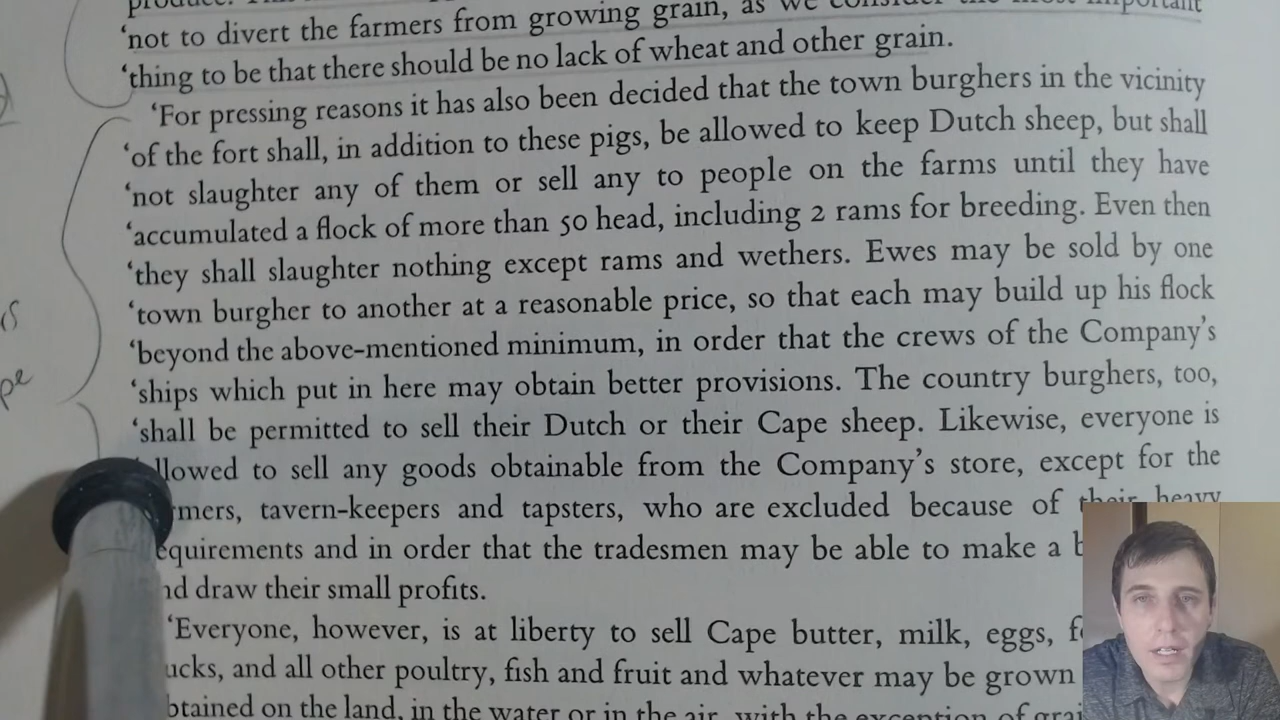 produce.
‘not to divert the farmers from growing grain, as we consider the most important
‘thing to be that there should be no lack of wheat and other grain.
‘For pressing reasons it has also been decided that the town burghers in the vicinity
‘of the fort shall, in addition to these pigs, be allowed to keep Dutch sheep, but shall
‘not slaughter any of them or sell any to people on the farms until they have
‘accumulated a flock of more than 50 head, including 2 rams for breeding. Even then
‘they shall slaughter nothing except rams and wethers. Ewes may be sold by one
‘town burgher to another at a reasonable price, so that each may build up his flock
‘beyond the above-mentioned minimum, in order that the crews of the Company’s
‘ships which put in here may obtain better provisions. The country burghers, too,
‘shall be permitted to sell their Dutch or their Cape sheep. Likewise, everyone is
llowed to sell any goods obtainable from the Company’s store, except for the
rmers, tavern-keepers and tapsters, who are excluded because of their heavy
equirements and in order that the tradesmen may be able to make a
nd draw their small profits.
‘Everyone, however, is at liberty to sell Cape butter, milk, eggs,
ucks, and all other poultry, fish and fruit and whatever may be grown
btained on the land, in the water or in the air, with the exception of